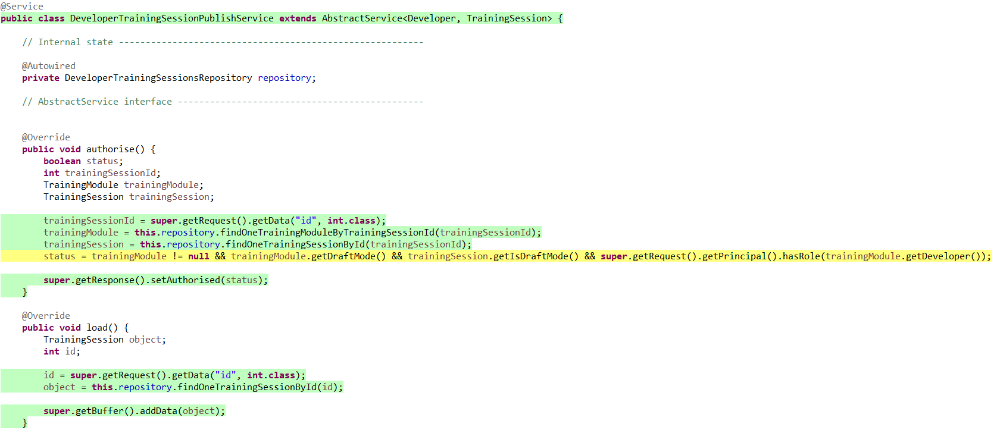 @Service
public class DeveloperTrainingSessionPublishService extends AbstractService<Developer, TrainingSession> {
    // Internal state ---------------------------------------------------------
    @Autowired
    private DeveloperTrainingSessionsRepository repository;
    // AbstractService interface ----------------------------------------------
    @Override
    public void authorise() {
        boolean status;
        int trainingSessionId;
        TrainingModule trainingModule;
        TrainingSession trainingSession;
        trainingSessionId = super.getRequest().getData("id", int.class);
        trainingModule = this.repository.findOneTrainingModuleByTrainingSessionId(trainingSessionId);
        trainingSession = this.repository.findOneTrainingSessionById(trainingSessionId);
        status = trainingModule != null && trainingModule.getDraftMode() && trainingSession.getIsDraftMode() && super.getRequest().getPrincipal().hasRole(trainingModule.getDeveloper());
        super.getResponse().setAuthorised(status);
    }
    @Override
    public void load() {
        TrainingSession object;
        int id;
        id = super.getRequest().getData("id", int.class);
        object = this.repository.findOneTrainingSessionById(id);
        super.getBuffer().addData(object);
    }